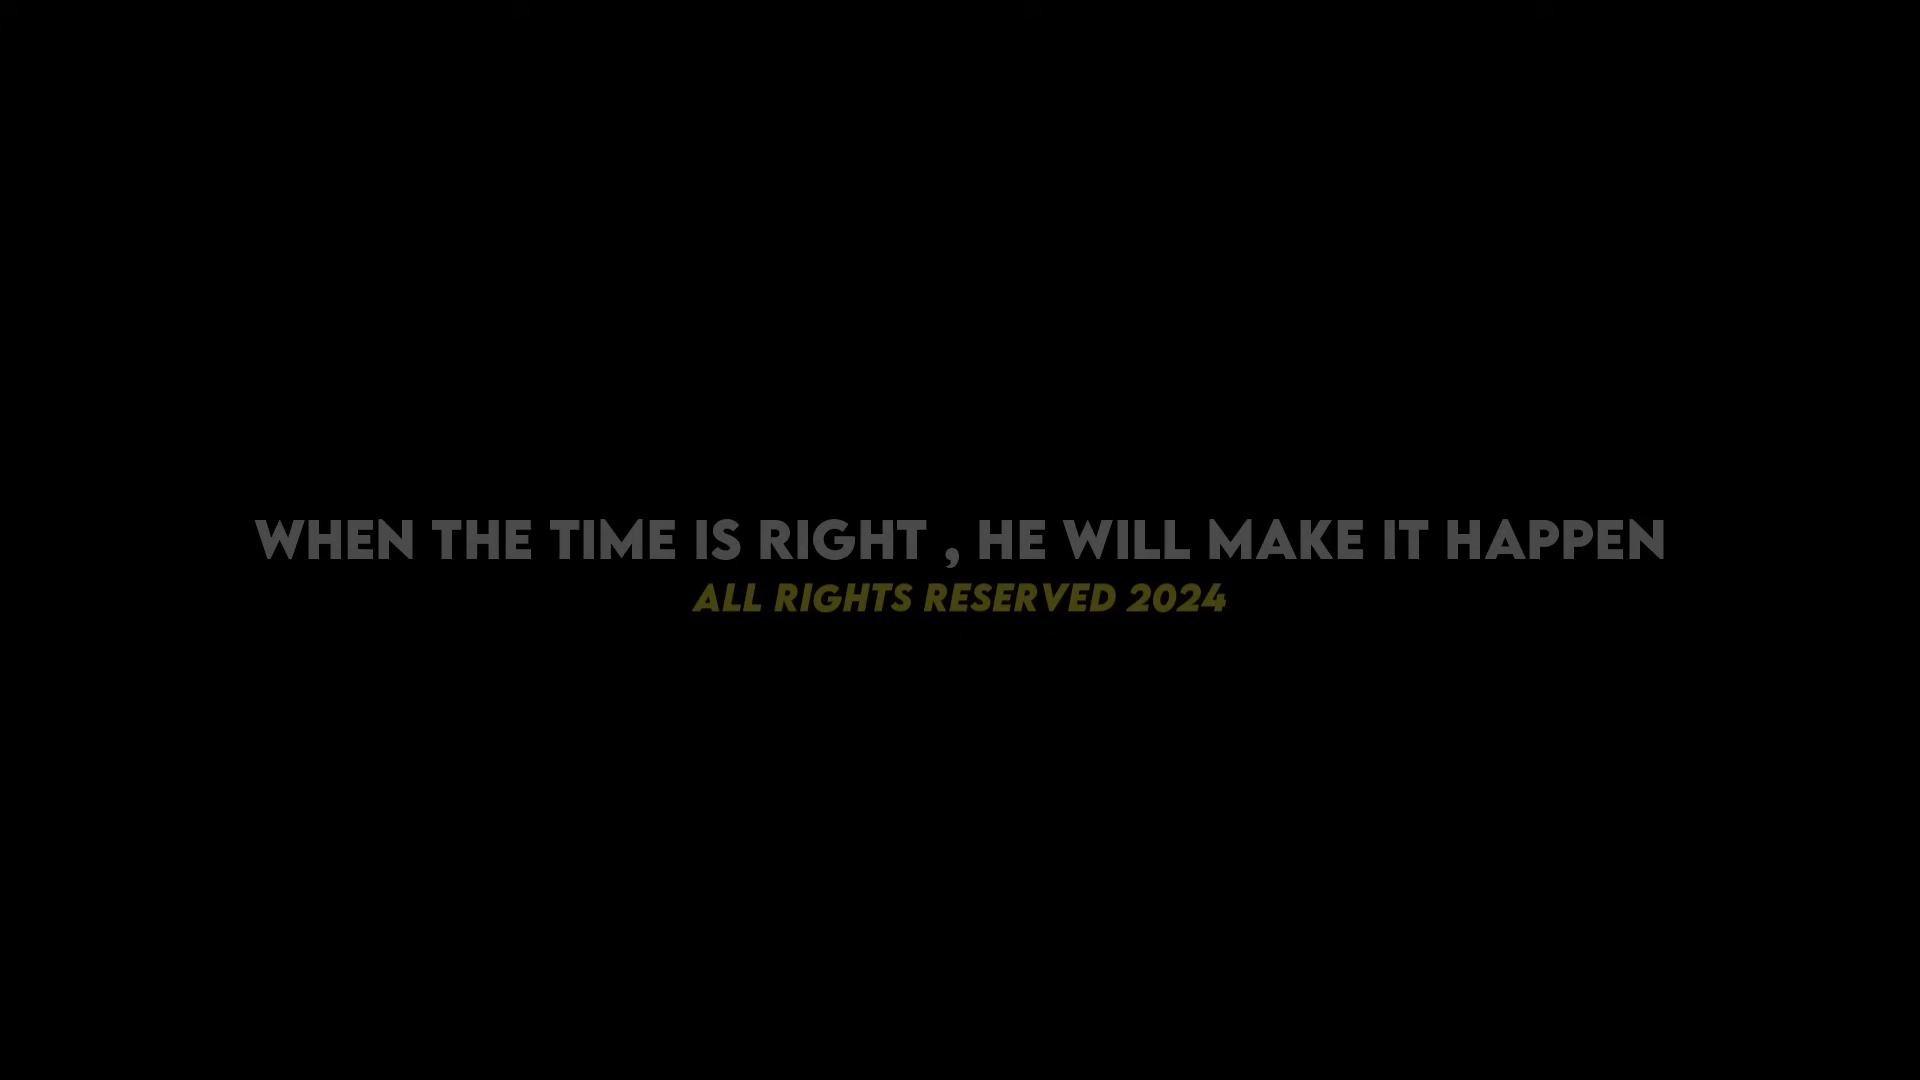 WHEN THE TIME IS RIGHT , HE WILL MAKE IT HAPPEN
ALL RIGHTS RESERVED 2024